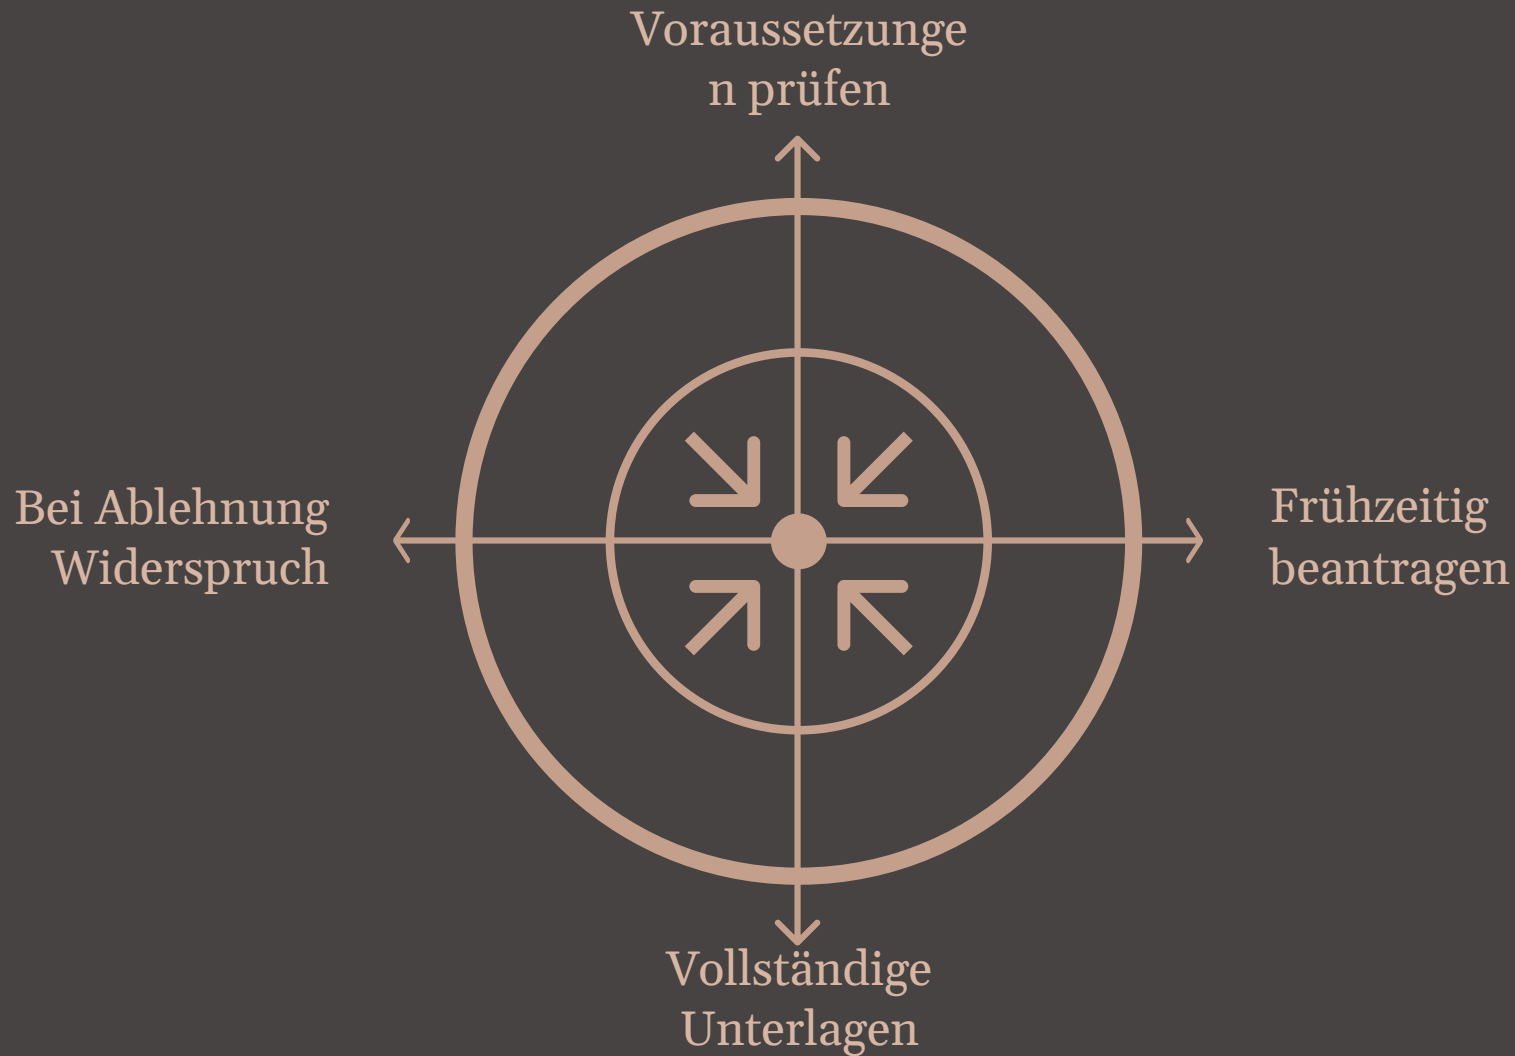 Voraussetzunge
n prüfen
Bei Ablehnung
Widerspruch
Frühzeitig
beantragen
Vollständige
Unterlagen